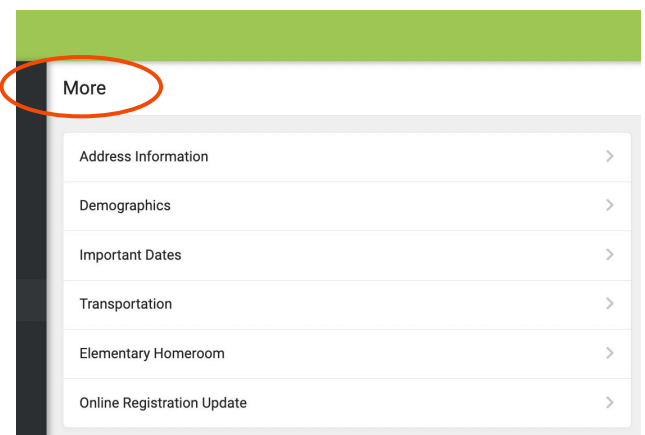 More
Address Information
Demographics
Important Dates
Transportation
Elementary Homeroom
Online Registration Update